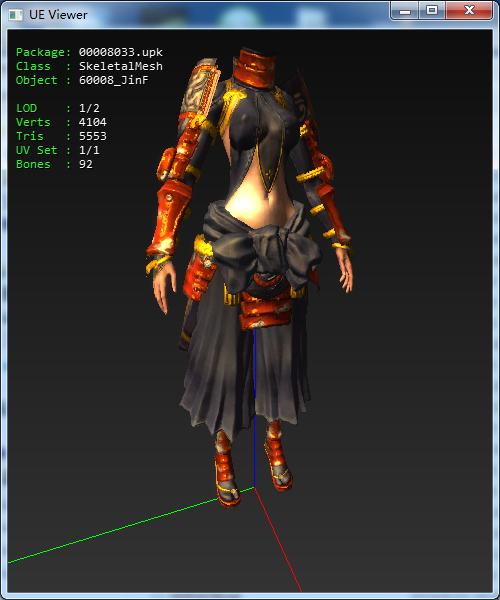 UE Viewer
Package: 00008033.upk
Class  : SkeletalMesh
Object : 60008_JinF
LOD    : 1/2
Verts  : 4104
Tris   : 5553
UV Set : 1/1
Bones  : 92